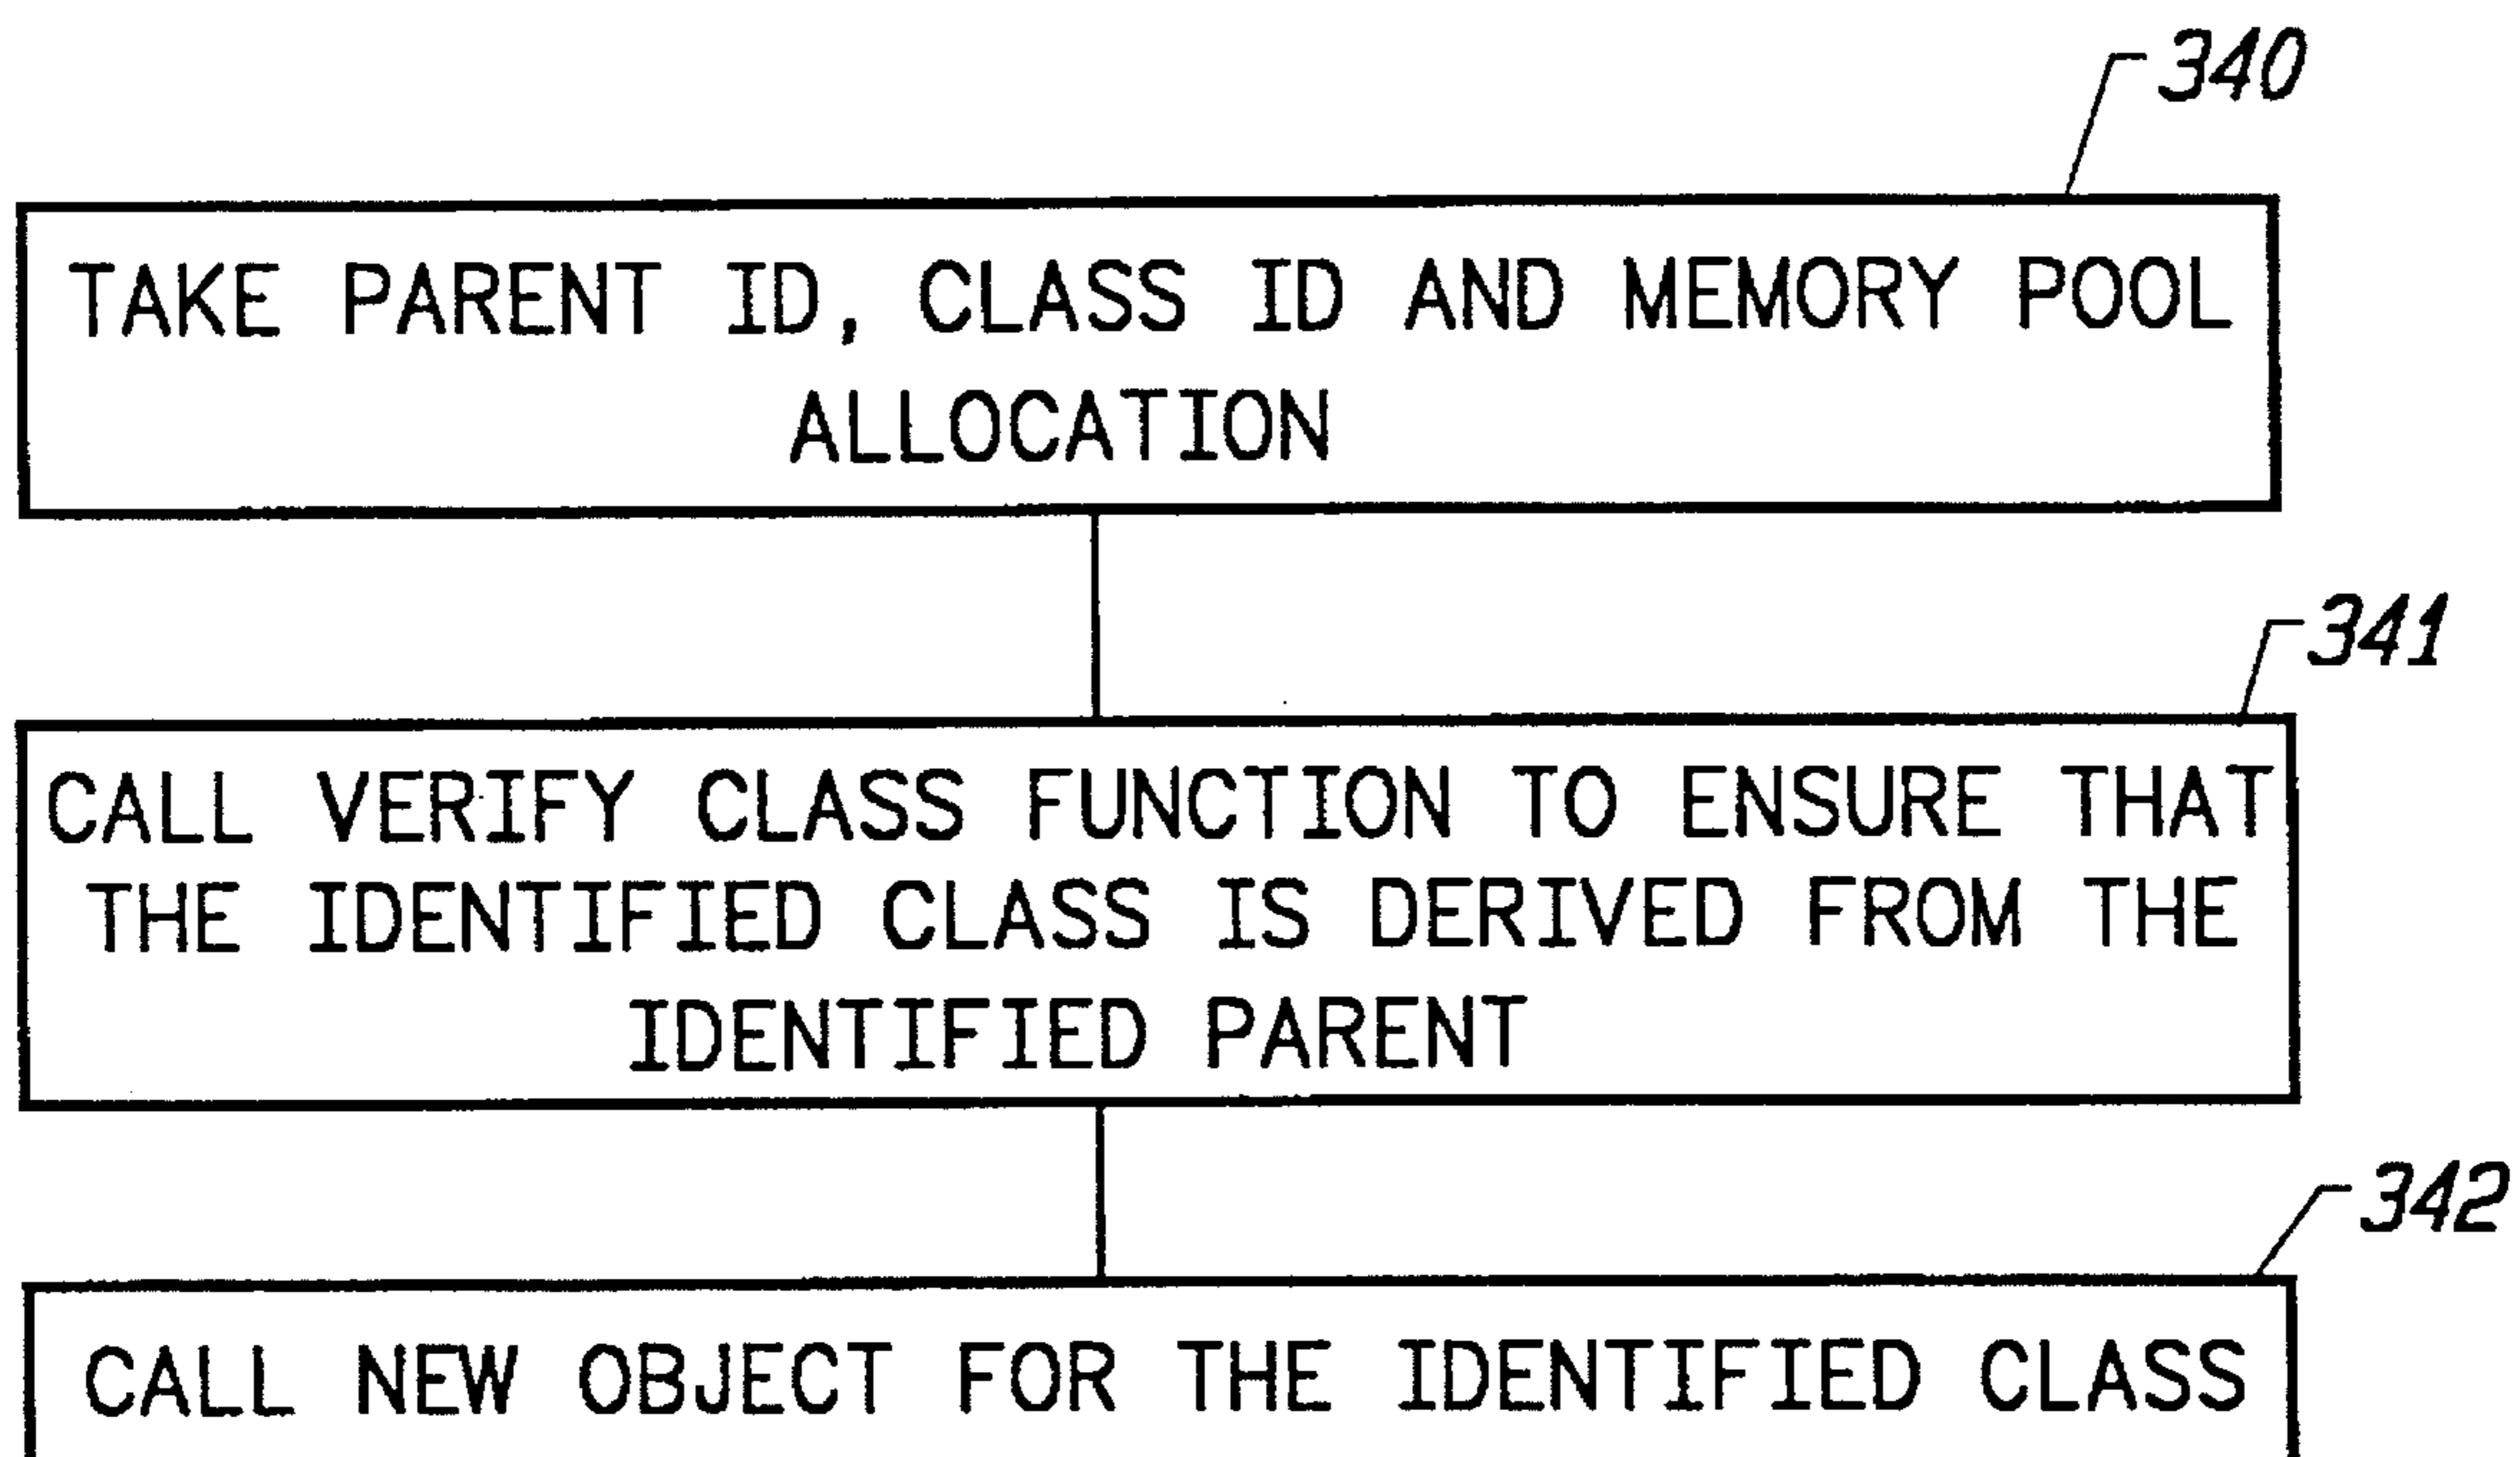 340
TAKE PARENT ID, CLASS ID AND MEMORY POOL
ALLOCATION
341
CALL VERIFY CLASS FUNCTION TO ENSURE THAT
THE IDENTIFIED CLASS IS DERIVED FROM THE
IDENTIFIED PARENT
342
CALL NEW OBJECT FOR THE IDENTIFIED CLASS